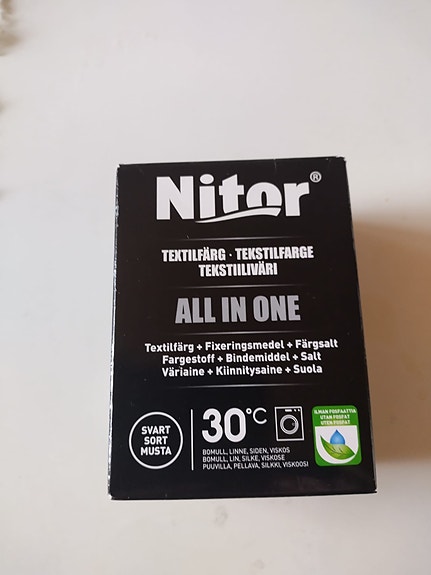 Nitor®
TEXTILFÄRG · TEKSTILFARGE
TEKSTIILIVÄRI
ALL IN ONE
Textilfärg + Fixeringsmedel + Färgsalt
Fargestoff + Bindemiddel + Salt
Väriaine + Kiinnitysaine + Suola
SVART
SORT
MUSTA
30°C
BOMULL, LINNE, SIDEN, VISKOS
BOMULL, LIN, SILKE, VISKOSE
PUUVILLA, PELLAVA, SILKKI, VISKOOSI
ILMAN FOSFAATTIA
UTAN FOSFAT
UTEN FOSFAT